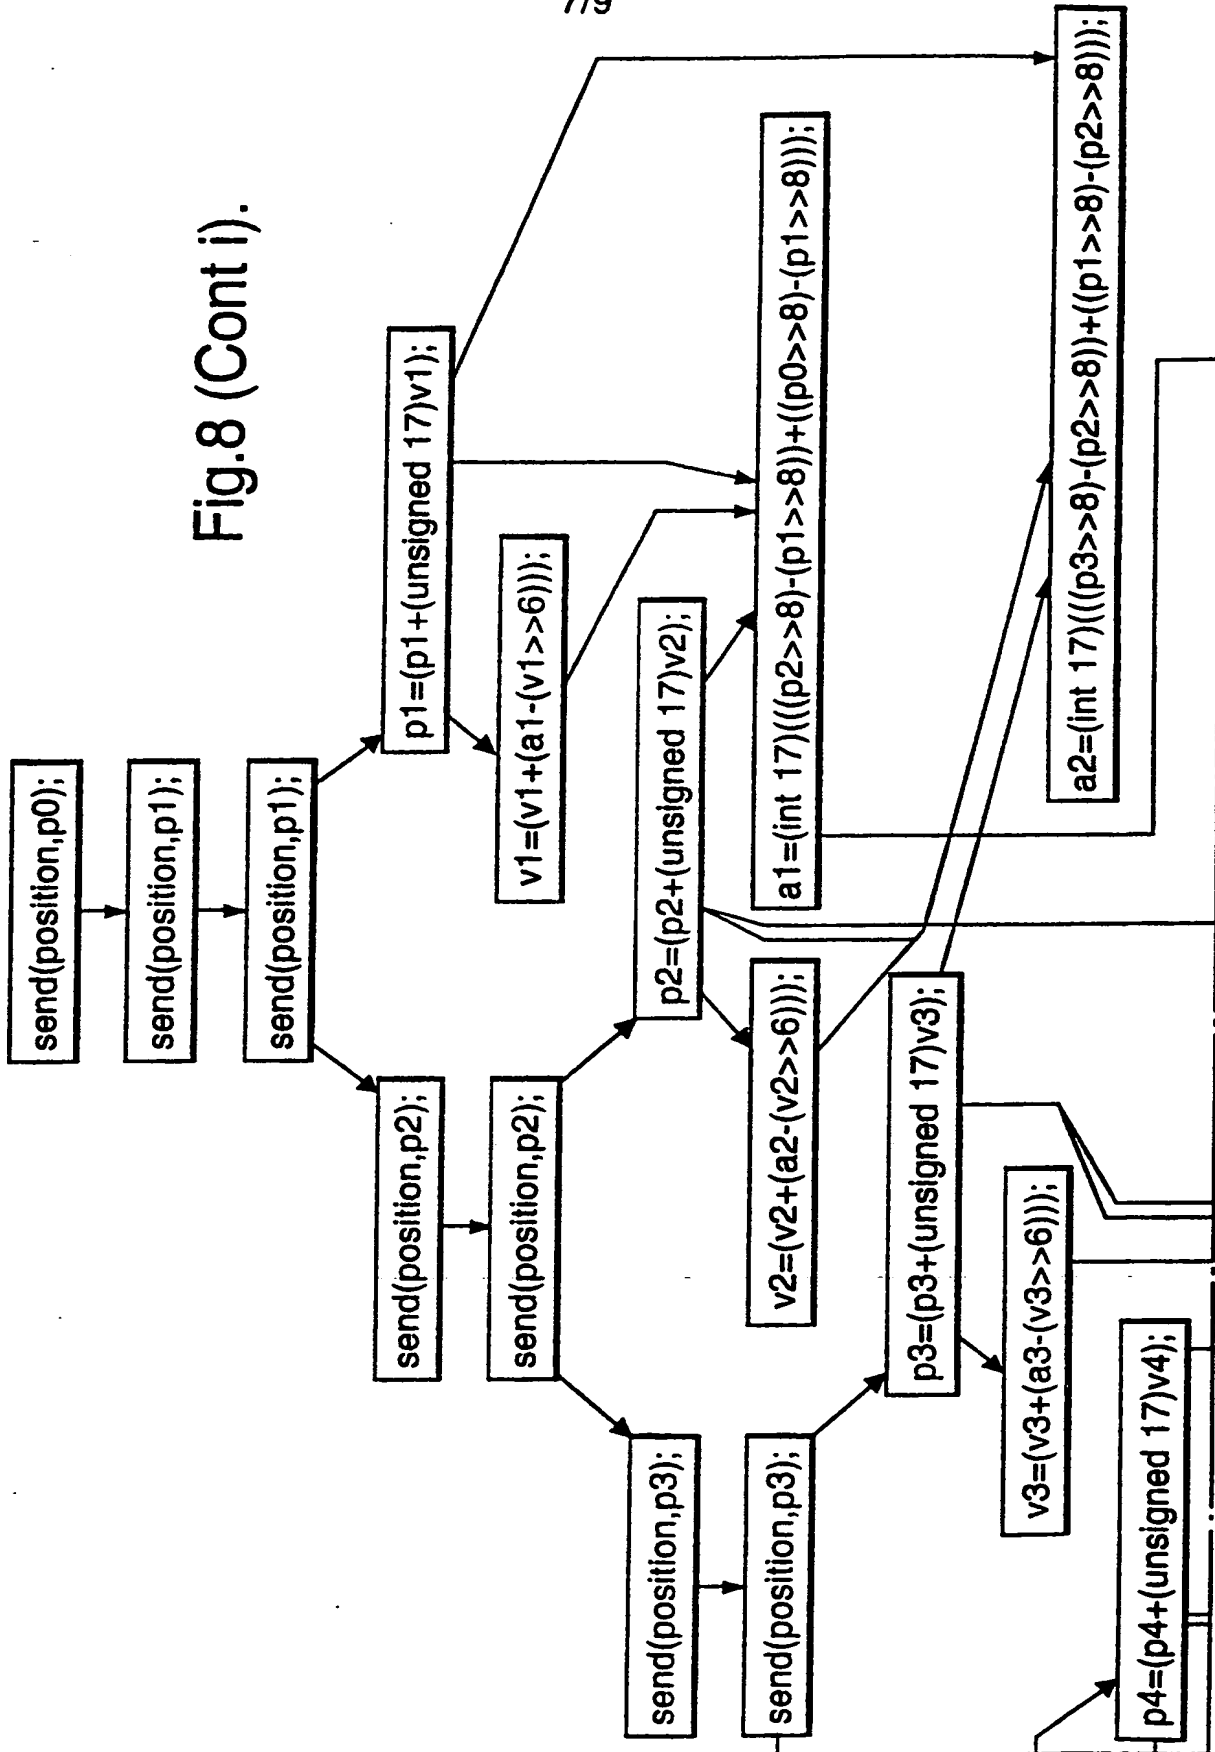 7/9
Fig.8 (Cont i).
send(position,p0);
send(position,p1);
send(position,p1);
p1=(p1+(unsigned 17)v1);
send(position,p2);
send(position,p2);
v1=(v1+(a1-(v1>>6)));
p2=(p2+(unsigned 17)v2);
send(position,p3);
send(position,p3);
v2=(v2+(a2-(v2>>6)));
a1=(int 17)(((p2>>8)-(p1>>8))+((p0>>8)-(p1>>8)));
p3=(p3+(unsigned 17)v3);
v3=(v3+(a3-(v3>>6)));
a2=(int 17)(((p3>>8)-(p2>>8))+((p1>>8)-(p2>>8)));
p4=(p4+(unsigned 17)v4);